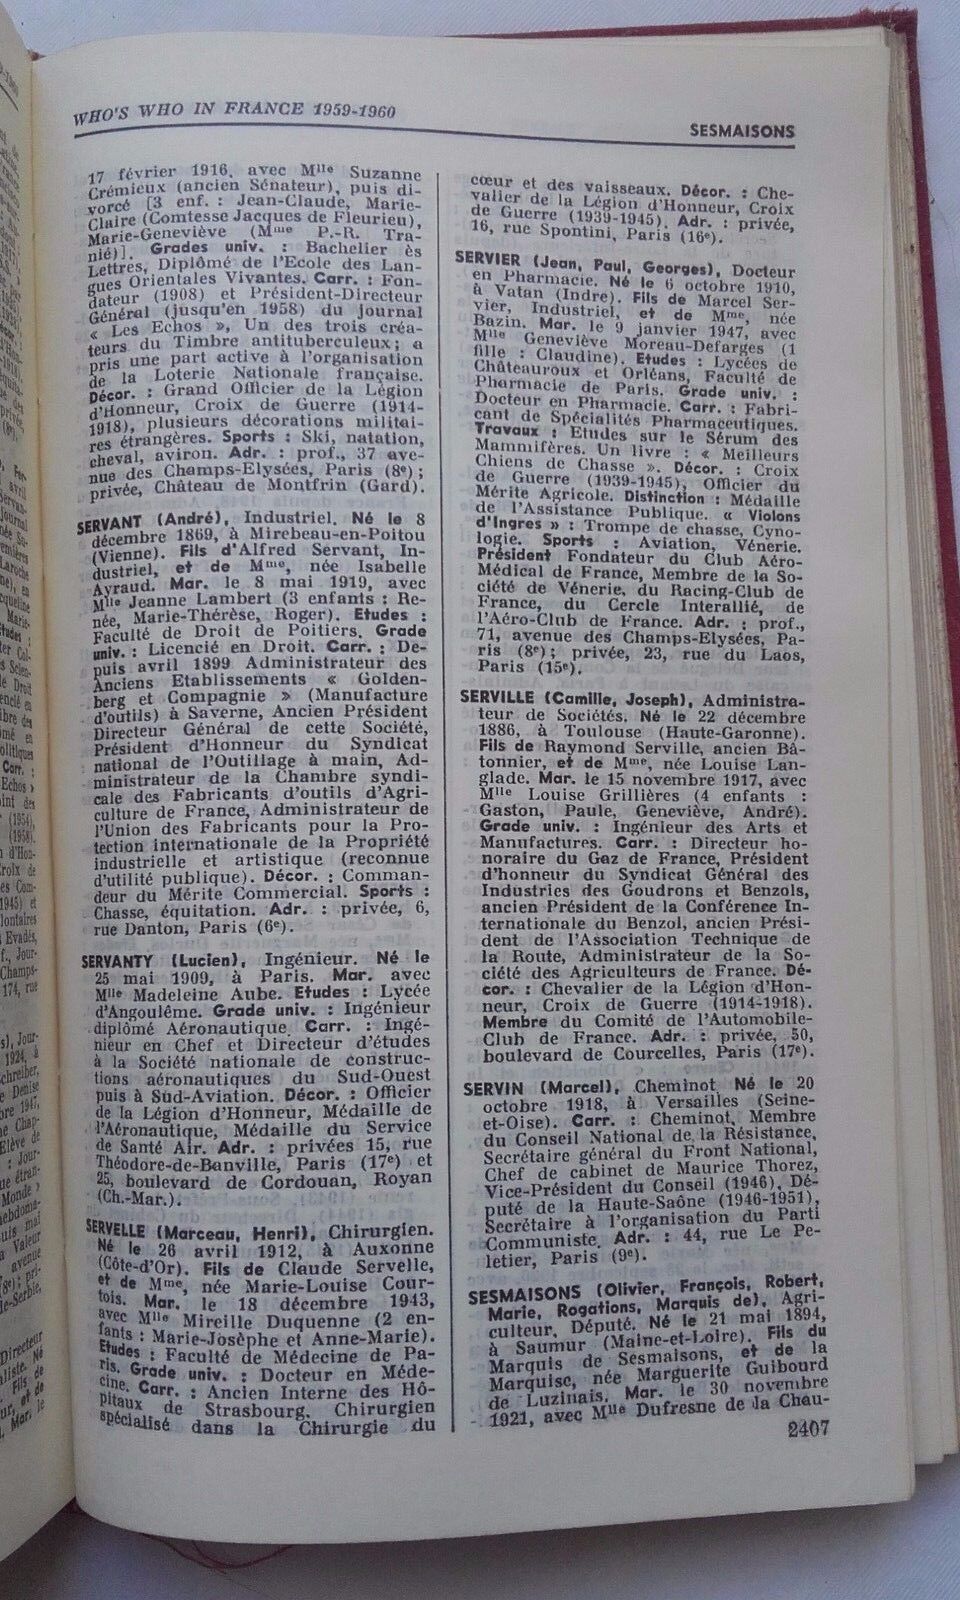 WHO'S WHO IN FRANCE 1959-1960
SESMAISONS
17 février 1916, avec Mlle Suzanne
Crémieux (ancien Sénateur), puis di-
vorcé [3 enf. : Jean-Claude, Marie-
Claire (Comtesse Jacques de Fleurieu),
Marie-Geneviève (Mme P.-R. Tra-
nié)]. Grades univ. : Bachelier ès
Lettres, Diplômé de l'Ecole des Lan-
gues Orientales Vivantes. Carr. : Fon-
dateur (1908) et Président-Directeur
Général (jusqu'en 1958) du journal
« Les Echos », Un des trois créa-
teurs du Timbre antituberculeux; a
pris une part active à l'organisation
de la Loterie Nationale française.
Décor. : Grand Officier de la Légion
d'Honneur, Croix de Guerre (1914-
1918), plusieurs décorations militai-
res étrangères. Sports : Ski, natation,
cheval, aviron. Adr. : prof., 37 ave-
nue des Champs-Elysées, Paris (8e) ;
privée, Château de Montfrin (Gard).
SERVANT (André), Industriel. Né le 8
décembre 1869, à Mirebeau-en-Poitou
(Vienne). Fils d'Alfred Servant, In-
dustriel, et de Mme, née Isabelle
Ayraud. Mar. le 8 mai 1919, avec
Mlle Jeanne Lambert (3 enfants : Re-
née, Marie-Thérèse, Roger). Etudes :
Faculté de Droit de Poitiers. Grade
univ. : Licencié en Droit. Carr. : De-
puis avril 1899 Administrateur des
Anciens Etablissements « Golden-
berg et Compagnie » (Manufacture
d'outils) à Saverne, Ancien Président
Directeur Général de cette Société,
Président d'Honneur du Syndicat
national de l'Outillage à main, Ad-
ministrateur de la Chambre syndi-
cale des Fabricants d'outils d'Agri-
culture de France, Administrateur de
l'Union des Fabricants pour la Pro-
tection internationale de la Propriété
industrielle et artistique (reconnue
d'utilité publique). Décor. : Comman-
deur du Mérite Commercial. Sports :
Chasse, équitation. Adr. : privée, 6,
rue Danton, Paris (6e).
SERVANTY (Lucien), Ingénieur. Né le
25 mai 1909, à Paris. Mar. avec
Mlle Madeleine Aube. Etudes : Lycée
d'Angoulême. Grade univ. : Ingénieur
diplômé Aéronautique. Carr. : Ingé-
nieur en Chef et Directeur d'études
à la Société nationale de construc-
tions aéronautiques du Sud-Ouest
puis à Sud-Aviation. Décor. : Officier
de la Légion d'Honneur, Médaille de
l'Aéronautique, Médaille du Service
de Santé Air. Adr. : privées 15, rue
Théodore-de-Banville, Paris (17e) et
25, boulevard de Cordouan, Royan
(Ch.-Mar.).
SERVELLE (Marceau, Henri), Chirurgien.
Né le 26 avril 1912, à Auxonne
(Côte-d'Or). Fils de Claude Servelle,
et de Mme, née Marie-Louise Cour-
tois. Mar. le 18 décembre 1943,
avec Mlle Mireille Duquenne (2 en-
fants : Marie-Josèphe et Anne-Marie).
Etudes : Faculté de Médecine de Pa-
ris. Grade univ. : Docteur en Méde-
cine. Carr. : Ancien Interne des Hô-
pitaux de Strasbourg. Chirurgien
spécialisé dans la Chirurgie du
cœur et des vaisseaux. Décor. : Che-
valier de la Légion d'Honneur, Croix
de Guerre (1939-1945). Adr. : privée,
16, rue Spontini, Paris (16e).
SERVIER (Jean, Paul, Georges), Docteur
en Pharmacie. Né le 6 octobre 1910,
à Vatan (Indre). Fils de Marcel Ser-
vier, Industriel, et de Mme, née
Bazin. Mar. le 9 janvier 1947, avec
Mlle Geneviève Moreau-Defarges (1
fille : Claudine). Etudes : Lycées de
Châteauroux et Orléans, Faculté de
Pharmacie de Paris. Grade univ. :
Docteur en Pharmacie. Carr. : Fabri-
cant de Spécialités Pharmaceutiques.
Travaux : Etudes sur le Sérum des
Mammifères. Un livre : « Meilleurs
Chiens de Chasse ». Décor. : Croix
de Guerre (1939-1945), Officier du
Mérite Agricole. Distinction : Médaille
de l'Assistance Publique. « Violons
d'Ingres » : Trompe de chasse, Cyno-
logie. Sports : Aviation, Vénerie.
Président Fondateur du Club Aéro-
Médical de France, Membre de la So-
ciété de Vénerie, du Racing-Club de
France, du Cercle Interallié, de
l'Aéro-Club de France. Adr. : prof.,
71, avenue des Champs-Elysées, Pa-
ris (8e) ; privée, 23, rue du Laos,
Paris (15e).
SERVILLE (Camille, Joseph), Administra-
teur de Sociétés. Né le 22 décembre
1886, à Toulouse (Haute-Garonne).
Fils de Raymond Serville, ancien Bâ-
tonnier, et de Mme, née Louise Lan-
glade. Mar. le 15 novembre 1917, avec
Mlle Louise Grillières (4 enfants :
Gaston, Paule, Geneviève, André).
Grade univ. : Ingénieur des Arts et
Manufactures. Carr. : Directeur ho-
noraire du Gaz de France, Président
d'honneur du Syndicat Général des
Industries des Goudrons et Benzols,
ancien Président de la Conférence In-
ternationale du Benzol, ancien Prési-
dent de l'Association Technique de
la Route, Administrateur de la So-
ciété des Agriculteurs de France. Dé-
cor. : Chevalier de la Légion d'Hon-
neur, Croix de Guerre (1914-1918).
Membre du Comité de l'Automobile-
Club de France. Adr. : privée, 50,
boulevard de Courcelles, Paris (17e).
SERVIN (Marcel), Cheminot. Né le 20
octobre 1918, à Versailles (Seine-
et-Oise). Carr. : Cheminot, Membre
du Conseil National de la Résistance,
Secrétaire général du Front National,
Chef de cabinet de Maurice Thorez,
Vice-Président du Conseil (1946), Dé-
puté de la Haute-Saône (1946-1951),
Secrétaire à l'organisation du Parti
Communiste. Adr. : 44, rue Le Pe-
letier, Paris (9e).
SESMAISONS (Olivier, François, Robert,
Marie, Rogations, Marquis de), Agri-
culteur, Député. Né le 21 mai 1894,
à Saumur (Maine-et-Loire). Fils du
Marquis de Sesmaisons, et de la
Marquise, née Marguerite Guibourd
de Luzinais. Mar. le 30 novembre
1921, avec Mlle Dufresne de la Chau-
2407